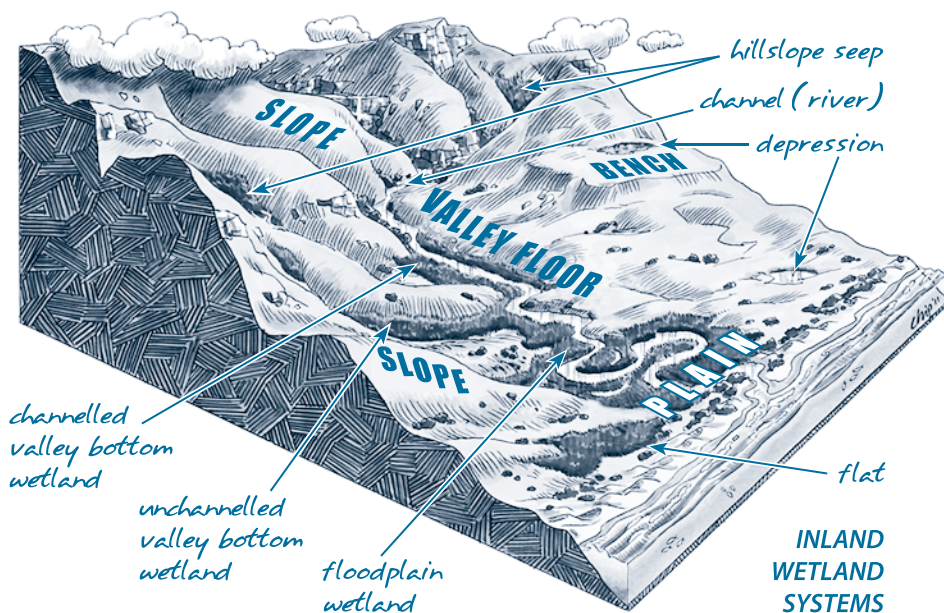 hillslope seep
channel (river)
depression
SLOPE
BENCH
VALLEY FLOOR
SLOPE
PLAIN
channelled
valley bottom
wetland
unchannelled
valley bottom
wetland
floodplain
wetland
flat
INLAND
WETLAND
SYSTEMS